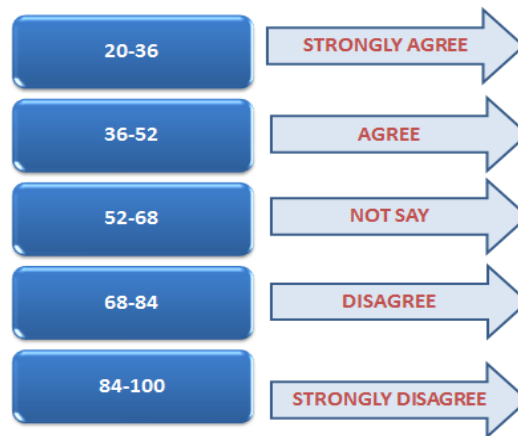 20-36
STRONGLY AGREE
36-52
AGREE
52-68
NOT SAY
68-84
DISAGREE
84-100
STRONGLY DISAGREE